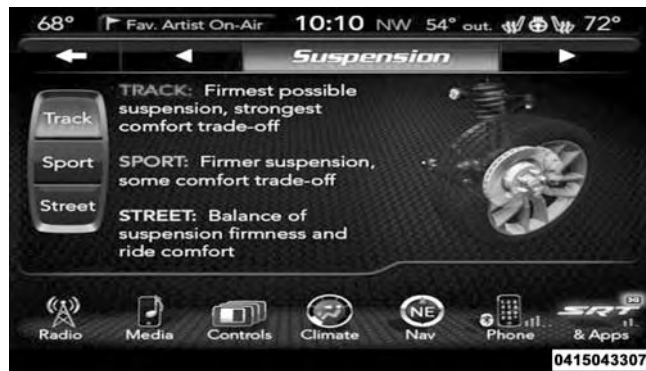 68° Fav. Artist On-Air 10:10 NW 54° out. 72°
Suspension
Track
Sport
Street
TRACK: Firmest possible
suspension, strongest
comfort trade-off
SPORT: Firmer suspension,
some comfort trade-off
STREET: Balance of
suspension firmness and
ride comfort
NE
3G
SRT
Radio Media Controls Climate Nav Phone & Apps
0415043307